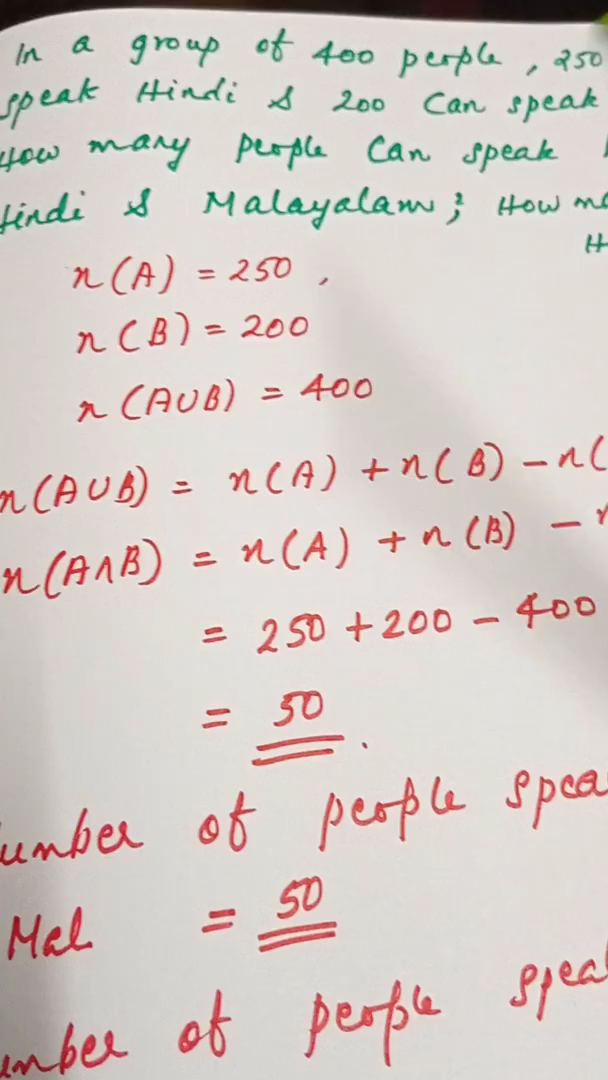 In a group of 400 people, 250
speak Hindi & 200 Can speak
How many people Can speak
Hindi & Malayalam; How
n(A) = 250,
n(B) = 200
n(A∪B) = 400
n(A∪B) = n(A) + n(B) - n(
n(A∩B) = n(A) + n(B) - n
= 250 + 200 - 400
= 50.
umber of people spea
Mal = 50
umber of people spea